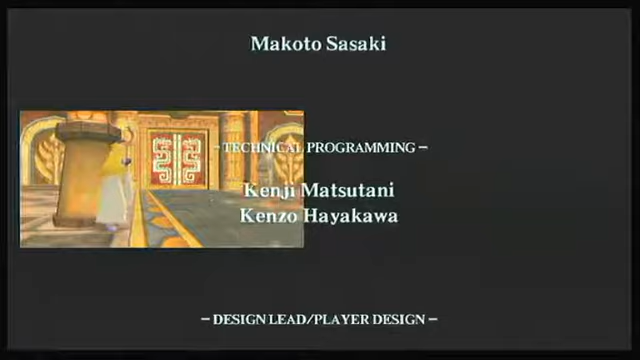 Makoto Sasaki
– TECHNICAL PROGRAMMING –
Kenji Matsutani
Kenzo Hayakawa
– DESIGN LEAD/PLAYER DESIGN –